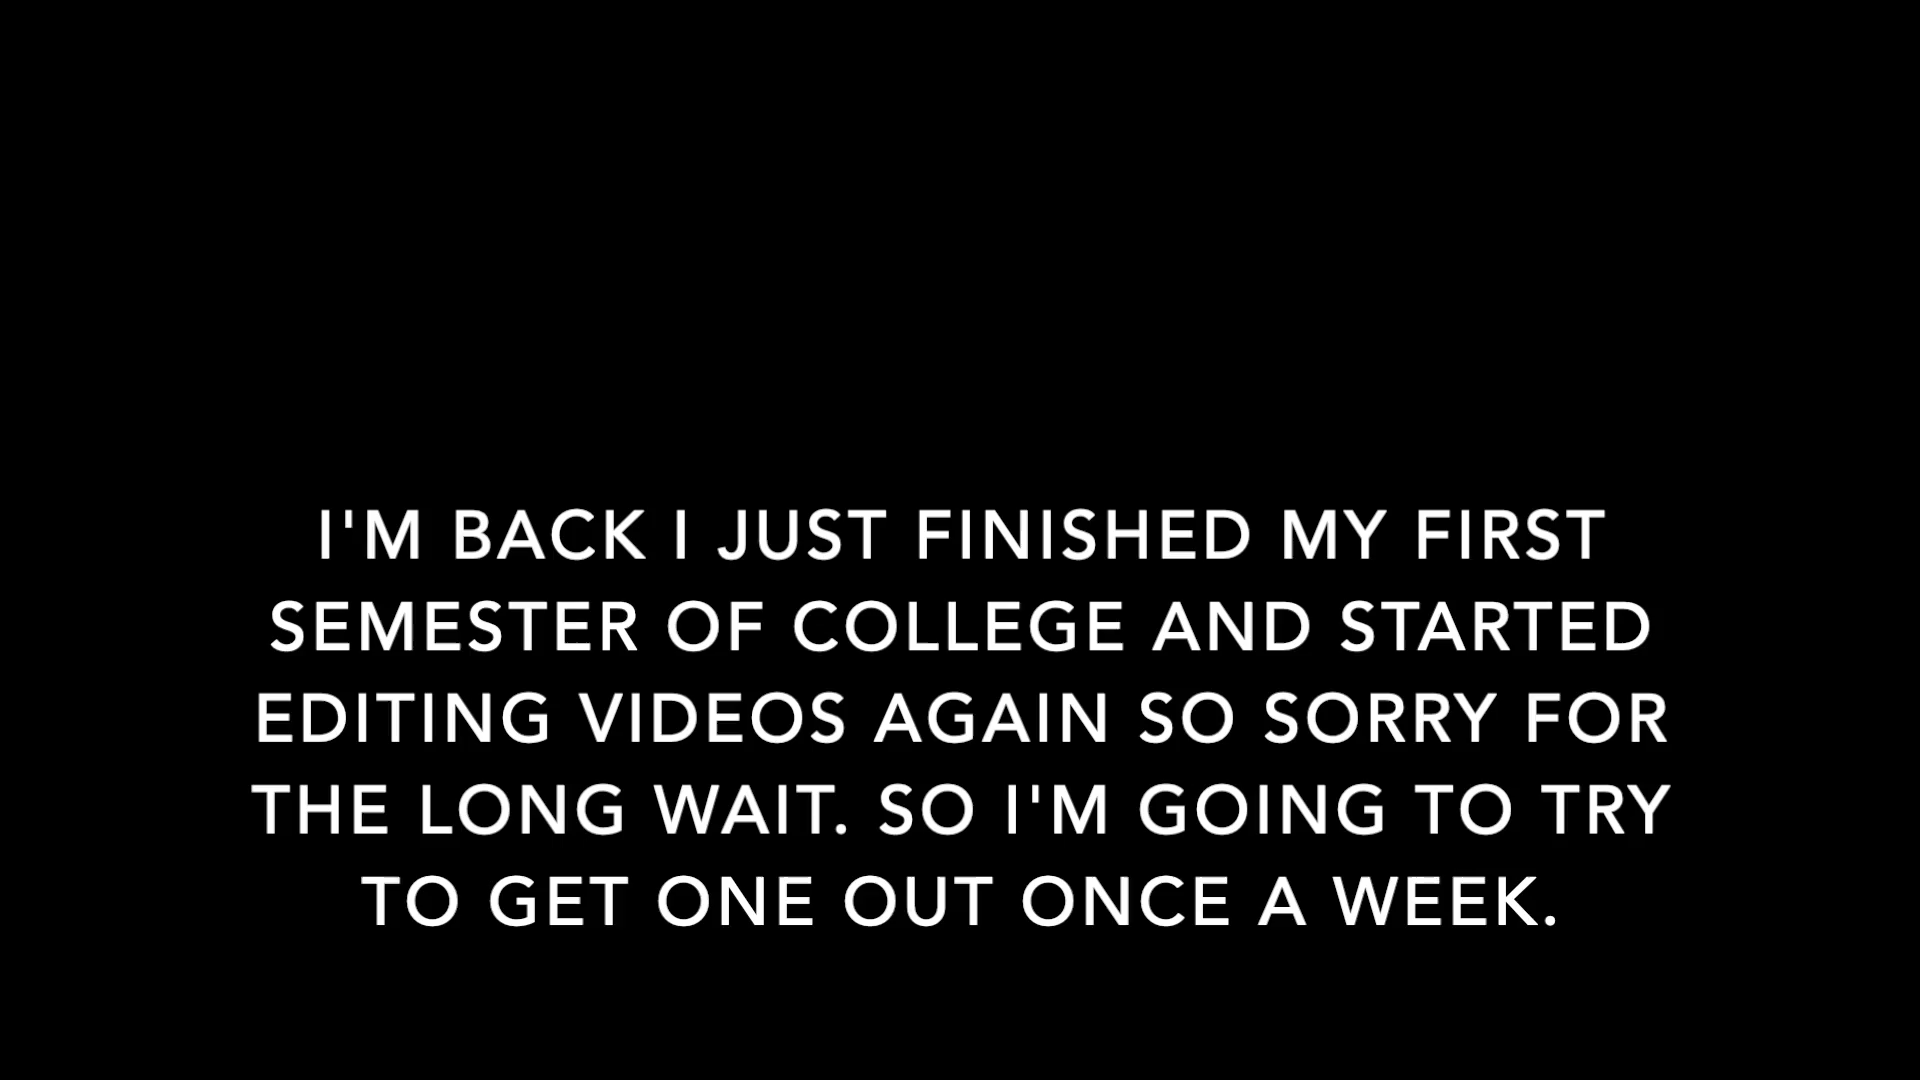 I'M BACK I JUST FINISHED MY FIRST
SEMESTER OF COLLEGE AND STARTED
EDITING VIDEOS AGAIN SO SORRY FOR
THE LONG WAIT. SO I'M GOING TO TRY
TO GET ONE OUT ONCE A WEEK.